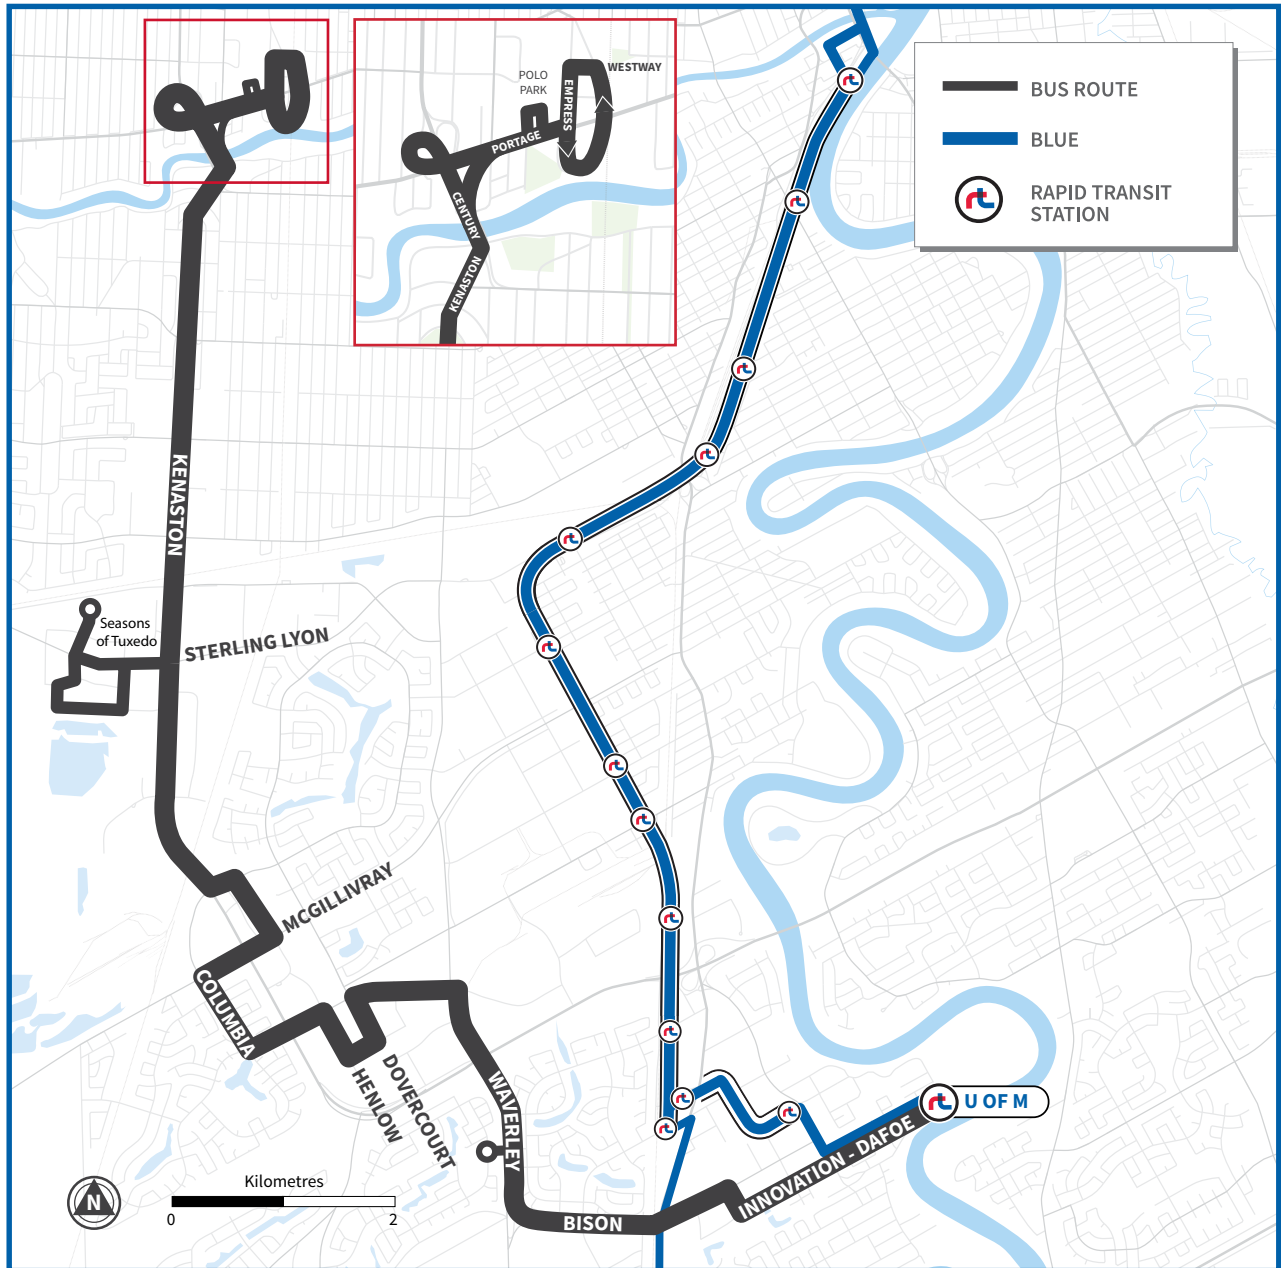 POLO
PARK
WESTWAY
EMPRESS
PORTAGE
CENTURY
KENASTON
BUS ROUTE
BLUE
rt
RAPID TRANSIT
STATION
KENASTON
Seasons
of Tuxedo
STERLING LYON
MCGILLIVRAY
COLUMBIA
DOVERCOURT
HENLOW
WAVERLEY
U OF M
INNOVATION - DAFOE
BISON
N
Kilometres
0
2